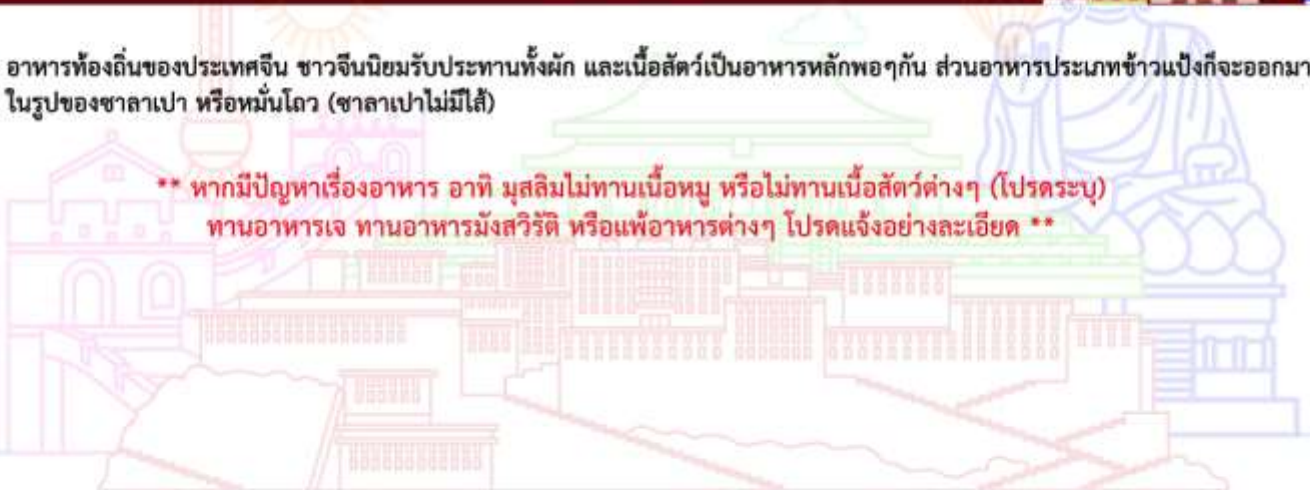 อาหารท้องถิ่นของประเทศจีน ชาวจีนนิยมรับประทานทั้งผัก และเนื้อสัตว์เป็นอาหารหลักพอๆกัน ส่วนอาหารประเภทข้าวแป้งก็จะออกมา
ในรูปของซาลาเปา หรือหมั่นโถว (ซาลาเปาไม่มีไส้)
** หากมีปัญหาเรื่องอาหาร อาทิ มุสลิมไม่ทานเนื้อหมู หรือไม่ทานเนื้อสัตว์ต่างๆ (โปรดระบุ)
ทานอาหารเจ ทานอาหารมังสวิรัติ หรือแพ้อาหารต่างๆ โปรดแจ้งอย่างละเอียด **